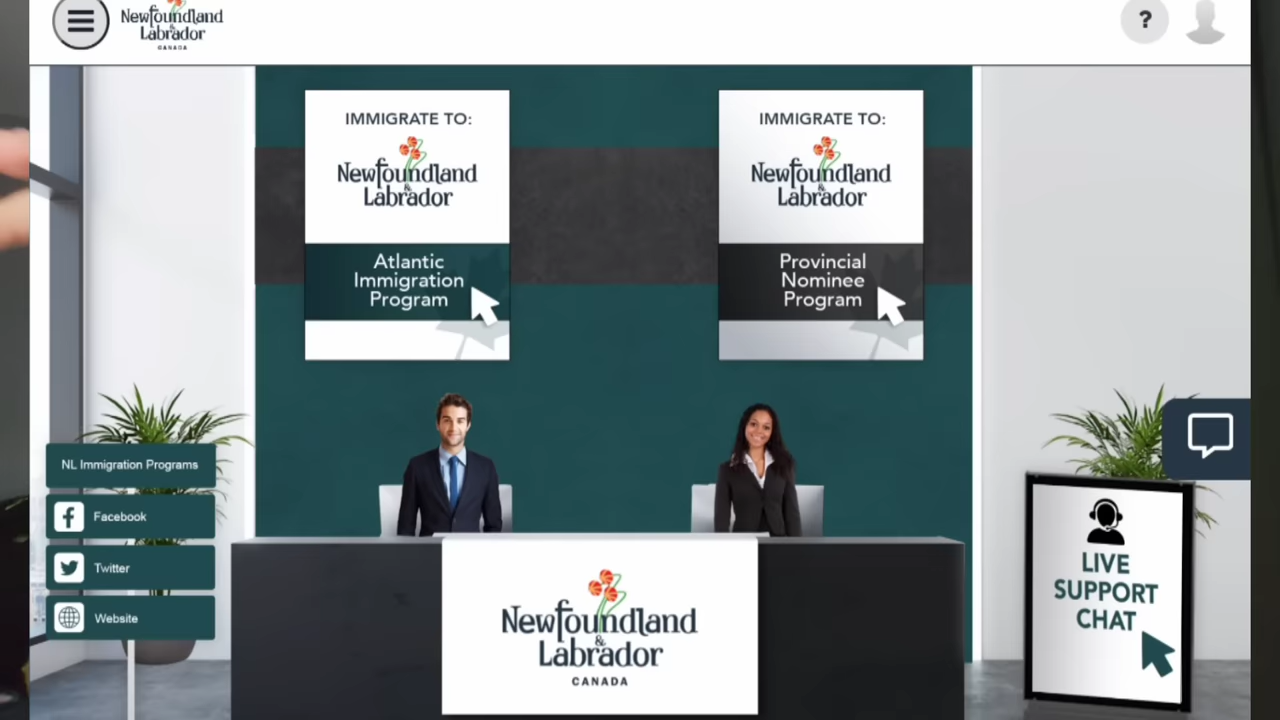 Newfoundland
&
Labrador
CANADA
?
IMMIGRATE TO:
Newfoundland
&
Labrador
Atlantic
Immigration
Program
IMMIGRATE TO:
Newfoundland
&
Labrador
Provincial
Nominee
Program
NL Immigration Programs
Facebook
Twitter
Website
Newfoundland
&
Labrador
CANADA
LIVE
SUPPORT
CHAT